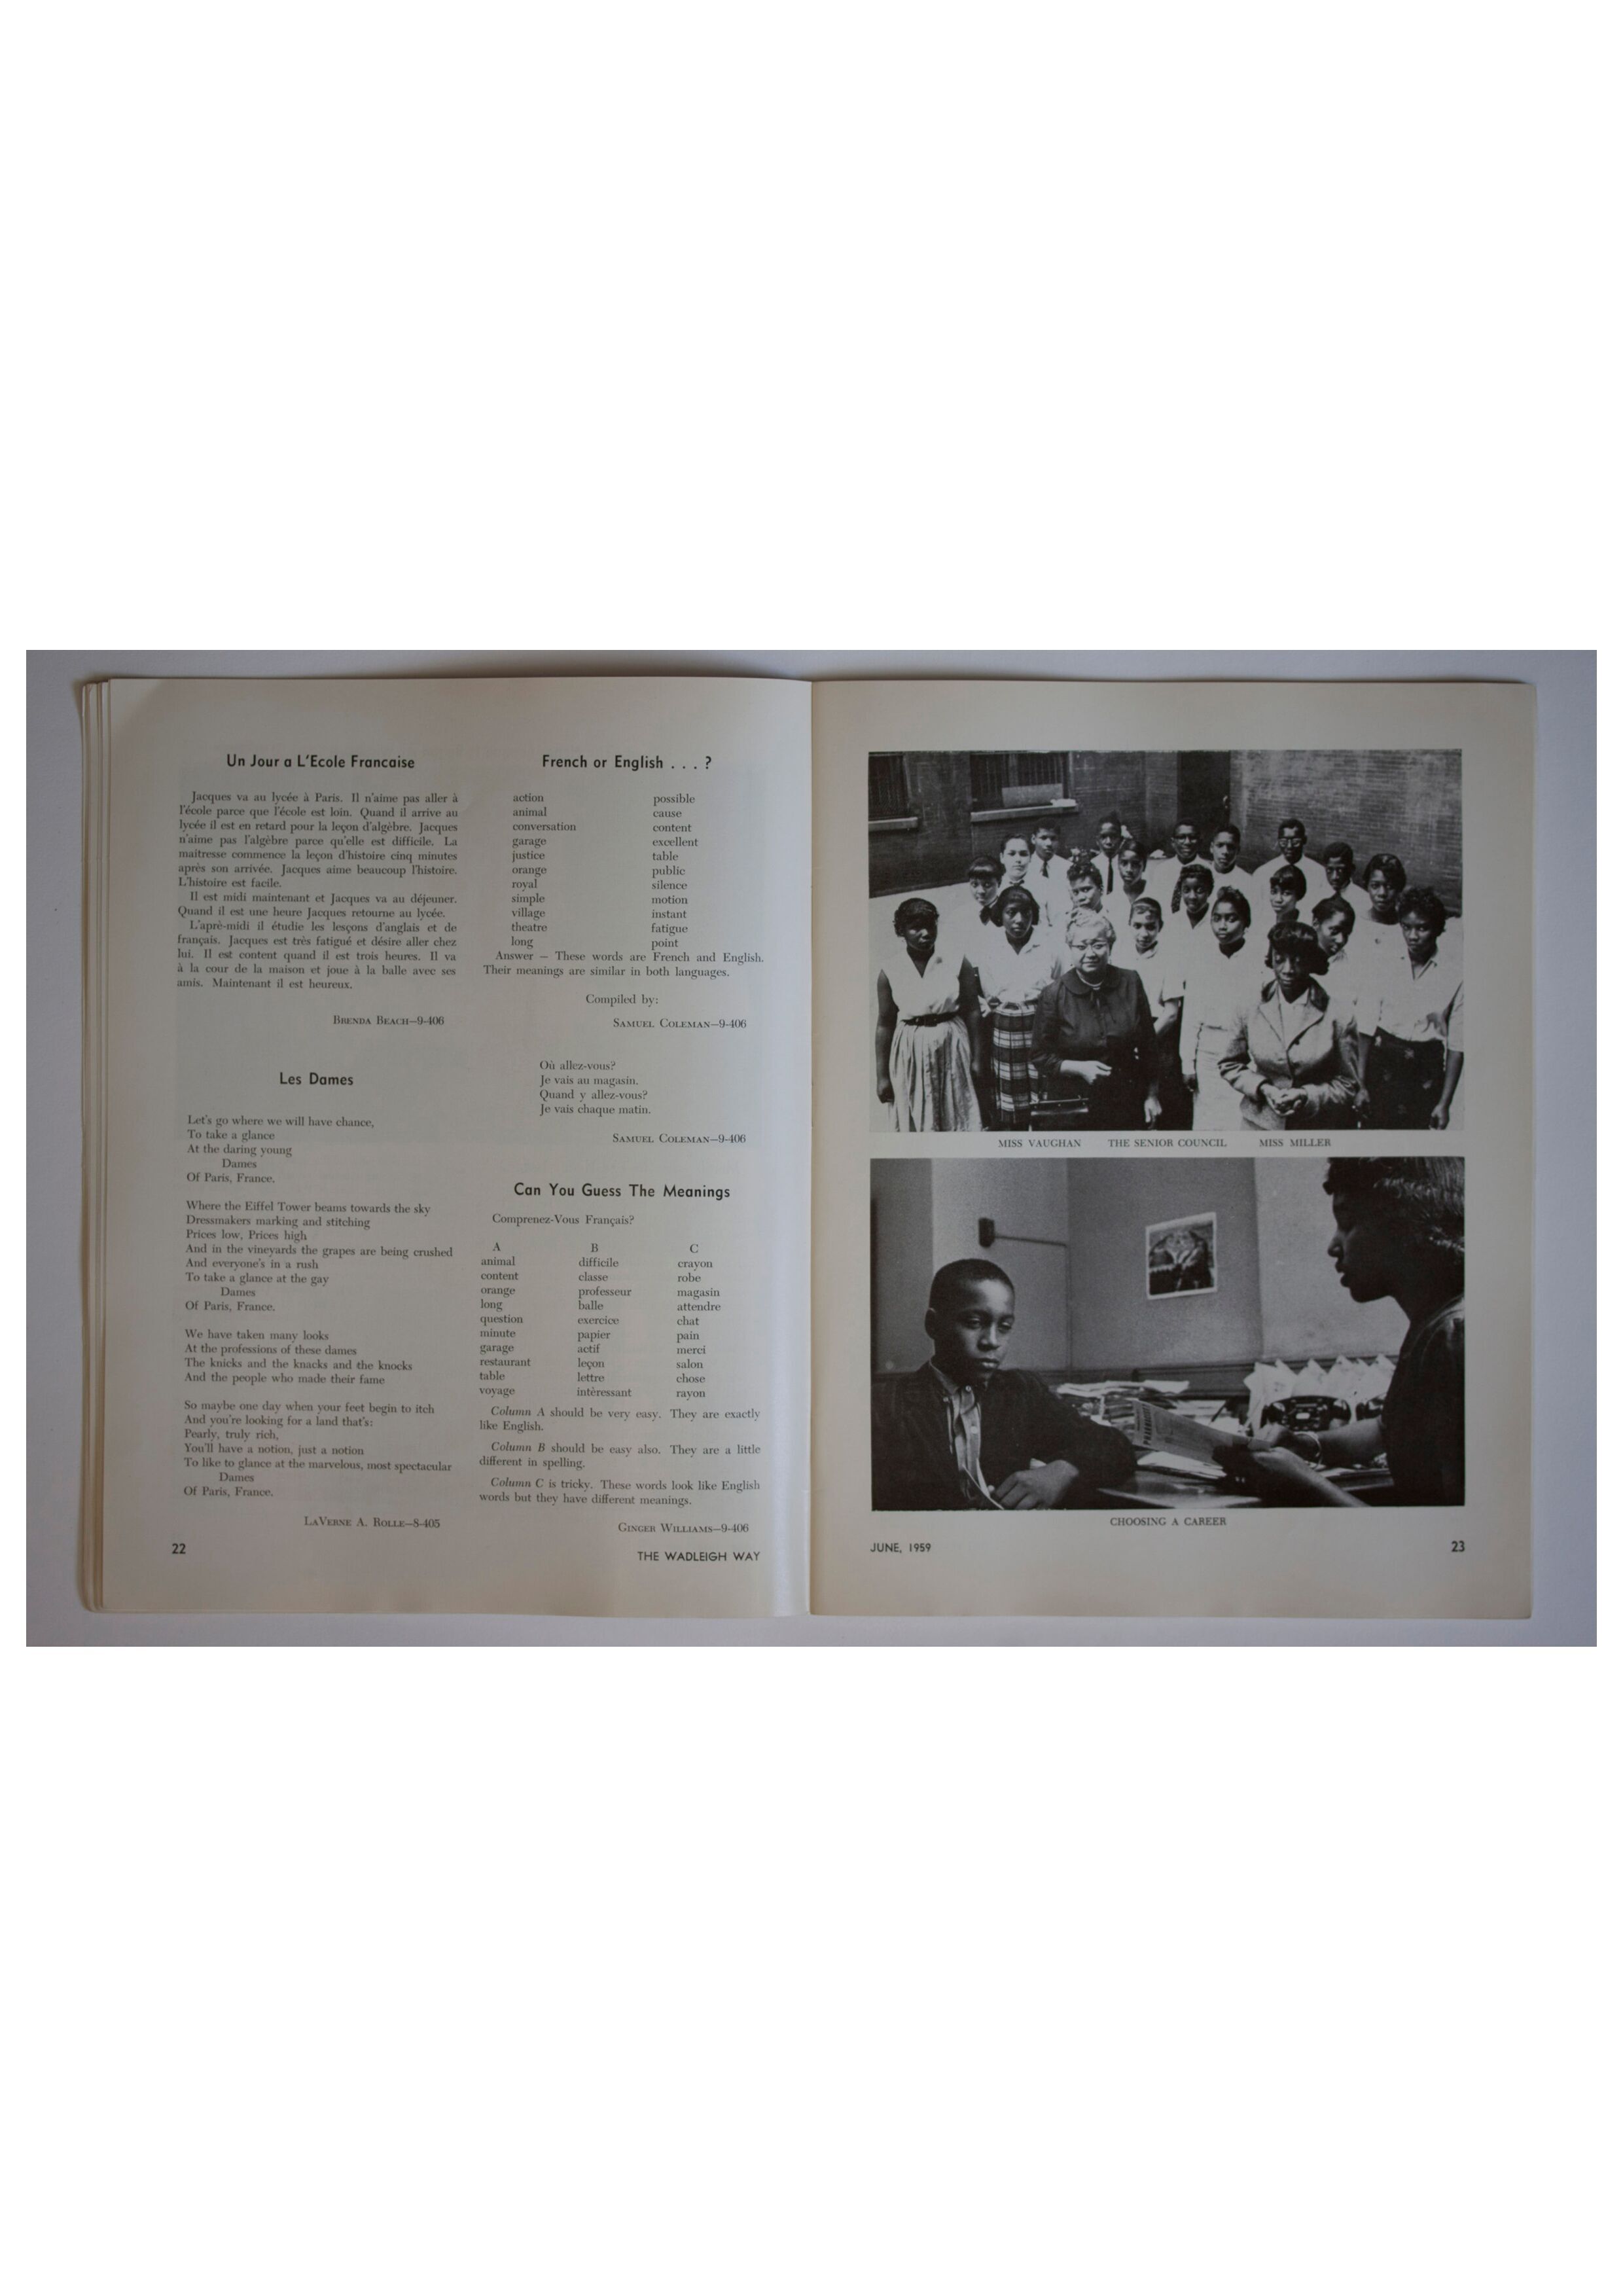 Un Jour a L'Ecole Francaise
Jacques va au lycée à Paris. Il n'aime pas aller à
l'école parce que l'école est loin. Quand il arrive au
lycée il est en retard pour la leçon d'algèbre. Jacques
n'aime pas l'algèbre parce qu'elle est difficile. La
maitresse commence la leçon d'histoire cinq minutes
après son arrivée. Jacques aime beaucoup l'histoire.
L'histoire est facile.
Il est midi maintenant et Jacques va au déjeuner.
Quand il est une heure Jacques retourne au lycée.
L'aprè-midi il étudie les lesçons d'anglais et de
français. Jacques est très fatigué et désire aller chez
lui. Il est content quand il est trois heures. Il va
à la cour de la maison et joue à la balle avec ses
amis. Maintenant il est heureux.
BRENDA BEACH—9-406
Les Dames
Let's go where we will have chance,
To take a glance
At the daring young
Dames
Of Paris, France.
Where the Eiffel Tower beams towards the sky
Dressmakers marking and stitching
Prices low, Prices high
And in the vineyards the grapes are being crushed
And everyone's in a rush
To take a glance at the gay
Dames
Of Paris, France.
We have taken many looks
At the professions of these dames
The knicks and the knacks and the knocks
And the people who made their fame
So maybe one day when your feet begin to itch
And you're looking for a land that's:
Pearly, truly rich,
You'll have a notion, just a notion
To like to glance at the marvelous, most spectacular
Dames
Of Paris, France.
LAVERNE A. ROLLE—8-405
22
French or English . . . ?
action possible
animal cause
conversation content
garage excellent
justice table
orange public
royal silence
simple motion
village instant
theatre fatigue
long point
Answer — These words are French and English.
Their meanings are similar in both languages.
Compiled by:
SAMUEL COLEMAN—9-406
Où allez-vous?
Je vais au magasin.
Quand y allez-vous?
Je vais chaque matin.
SAMUEL COLEMAN—9-406
Can You Guess The Meanings
Comprenez-Vous Français?
A B C
animal difficile crayon
content classe robe
orange professeur magasin
long balle attendre
question exercice chat
minute papier pain
garage actif merci
restaurant leçon salon
table lettre chose
voyage intèressant rayon
Column A should be very easy. They are exactly
like English.
Column B should be easy also. They are a little
different in spelling.
Column C is tricky. These words look like English
words but they have different meanings.
GINGER WILLIAMS—9-406
THE WADLEIGH WAY
MISS VAUGHAN THE SENIOR COUNCIL MISS MILLER
CHOOSING A CAREER
JUNE, 1959
23